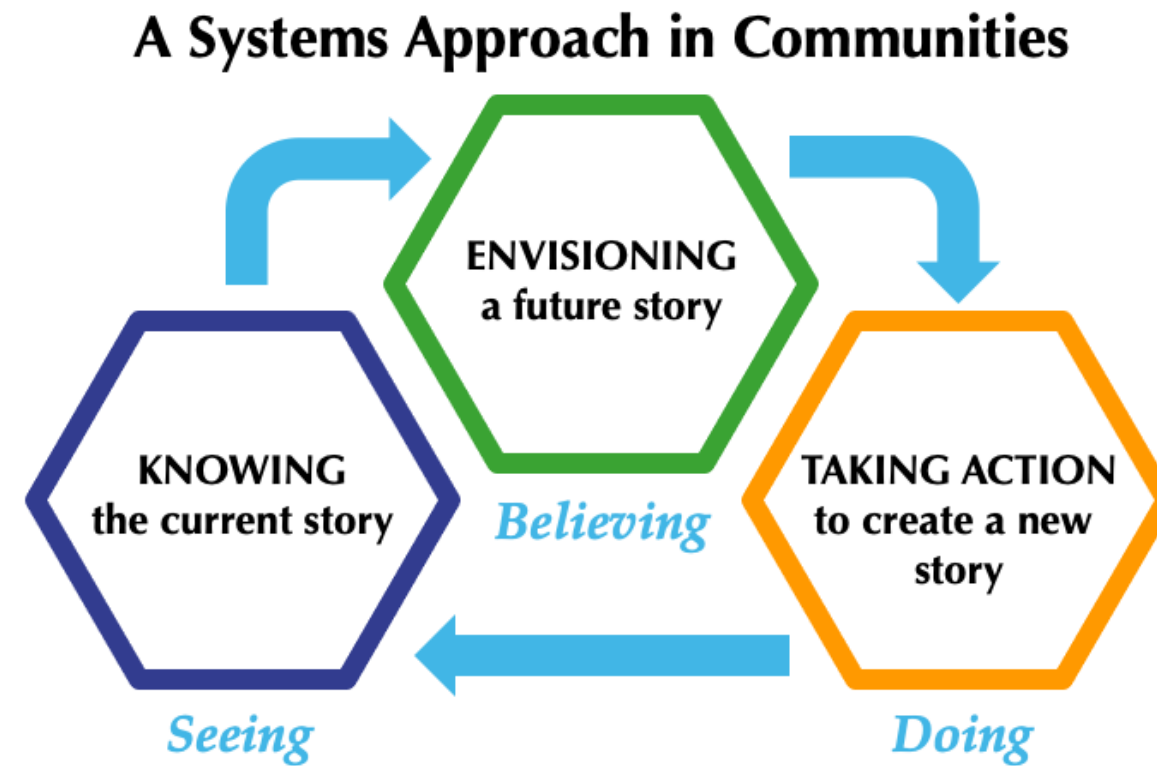 A Systems Approach in Communities
ENVISIONING
a future story
Believing
KNOWING
the current story
Seeing
TAKING ACTION
to create a new
story
Doing